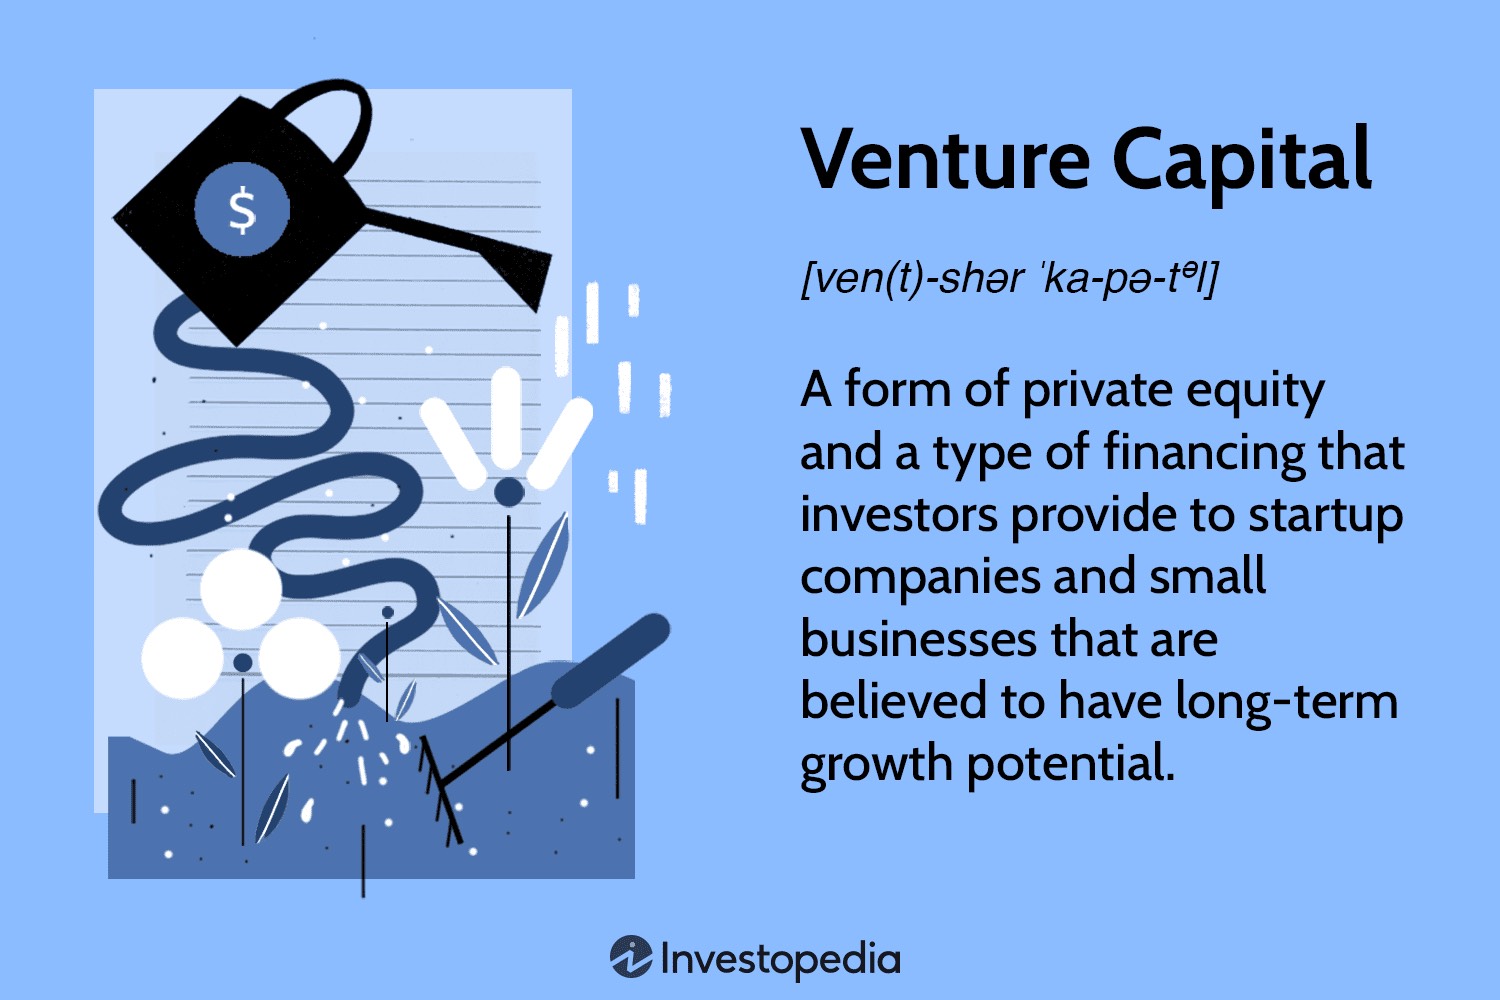 $
Venture Capital
[ven(t)-shər ˈka-pə-tᵊl]
A form of private equity
and a type of financing that
investors provide to startup
companies and small
businesses that are
believed to have long-term
growth potential.
Investopedia